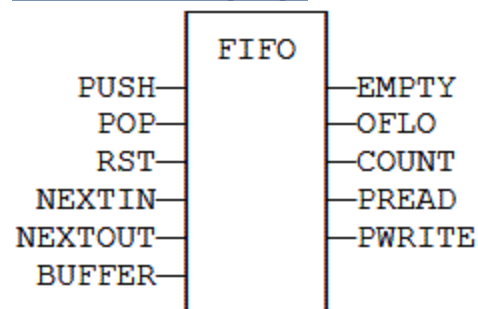 FIFO
PUSH EMPTY
POP OFLO
RST COUNT
NEXTIN PREAD
NEXTOUT PWRITE
BUFFER